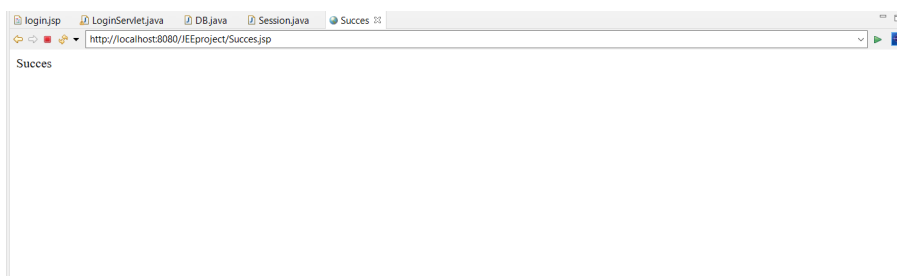 login.jsp LoginServlet.java DB.java Session.java Succes
http://localhost:8080/JEEproject/Succes.jsp
Succes